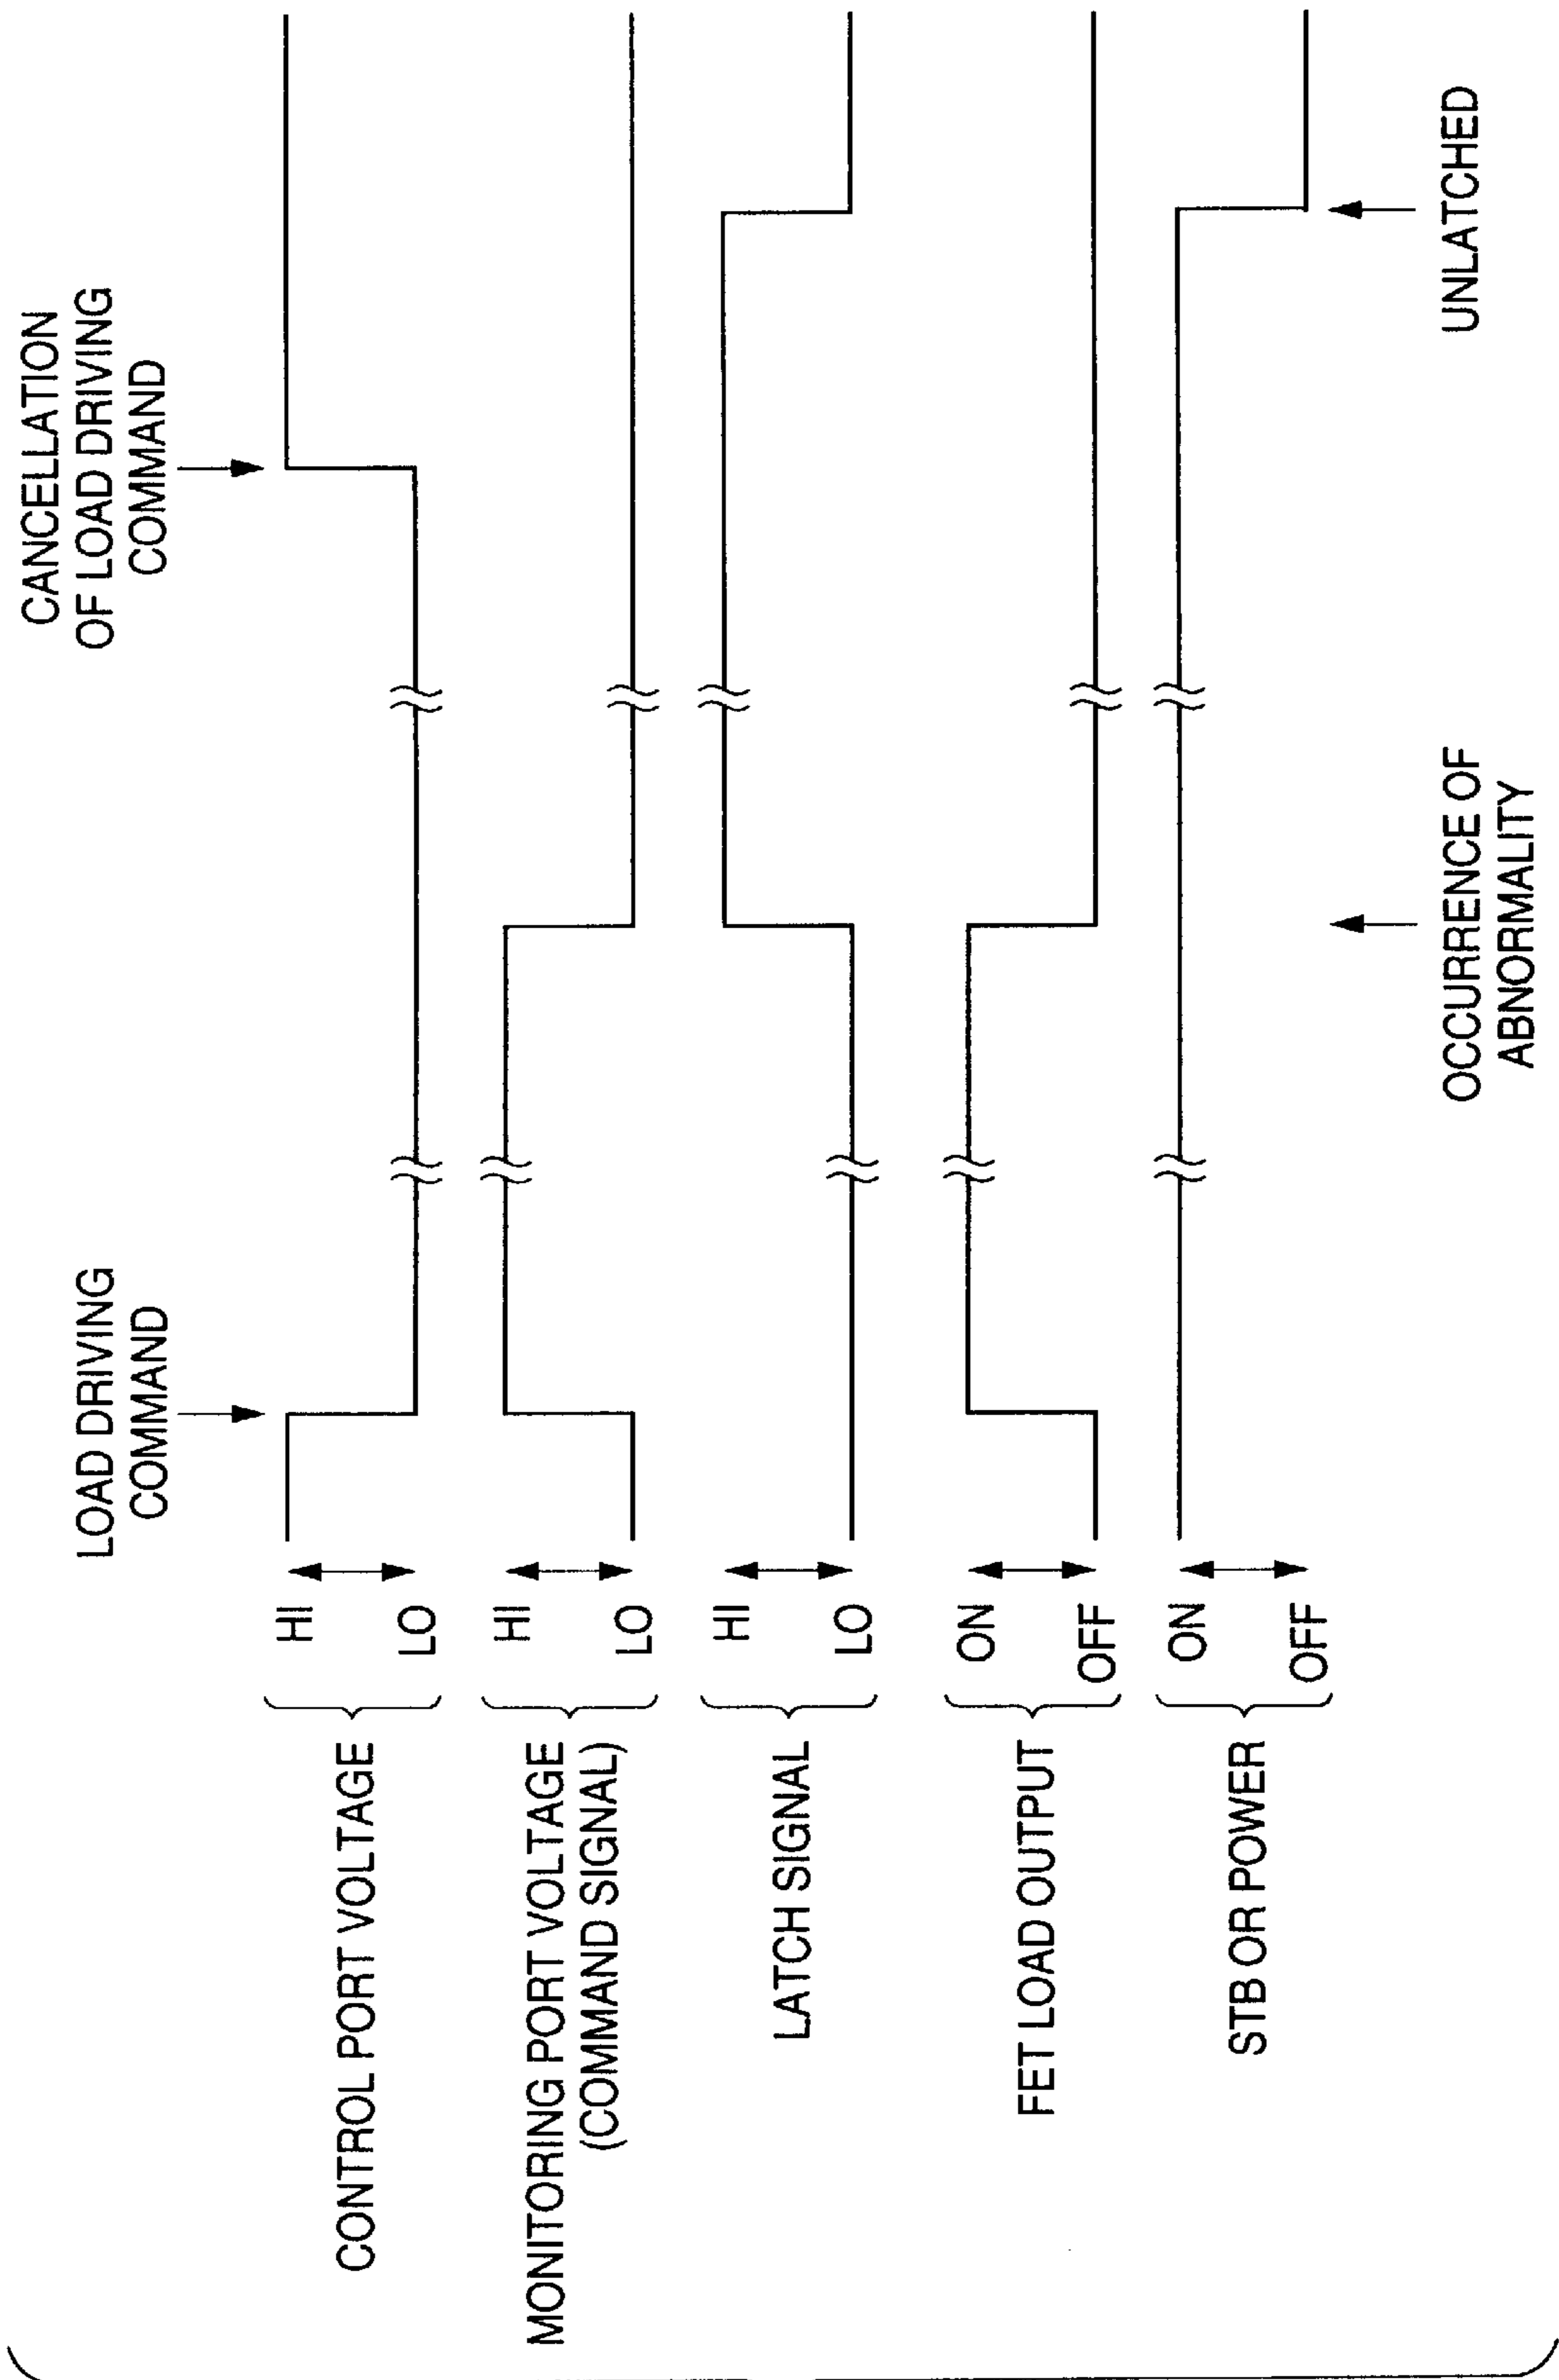 LOAD DRIVING
COMMAND
CANCELLATION
OF LOAD DRIVING
COMMAND
CONTROL PORT VOLTAGE
HI
LO
MONITORING PORT VOLTAGE
(COMMAND SIGNAL)
HI
LO
LATCH SIGNAL
HI
LO
FET LOAD OUTPUT
ON
OFF
STB OR POWER
ON
OFF
OCCURRENCE OF
ABNORMALITY
UNLATCHED